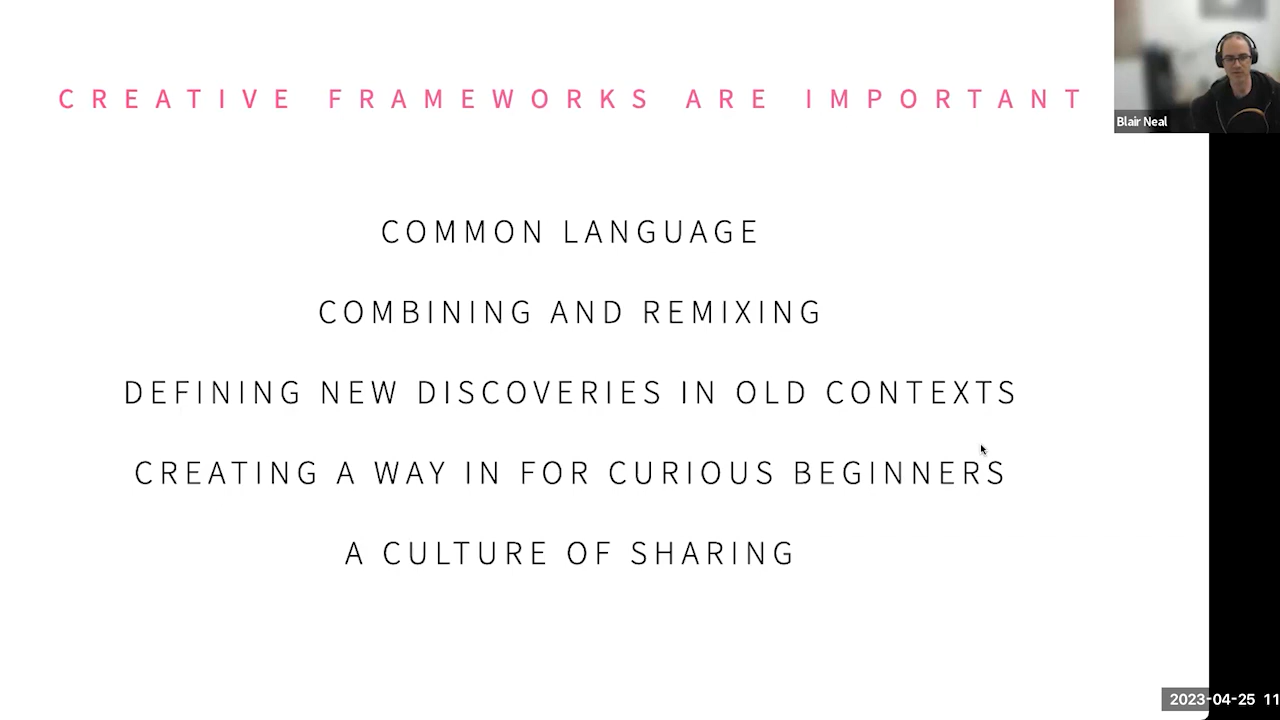 CREATIVE FRAMEWORKS ARE IMPORTANT
Blair Neal
COMMON LANGUAGE
COMBINING AND REMIXING
DEFINING NEW DISCOVERIES IN OLD CONTEXTS
CREATING A WAY IN FOR CURIOUS BEGINNERS
A CULTURE OF SHARING
2023-04-25 11